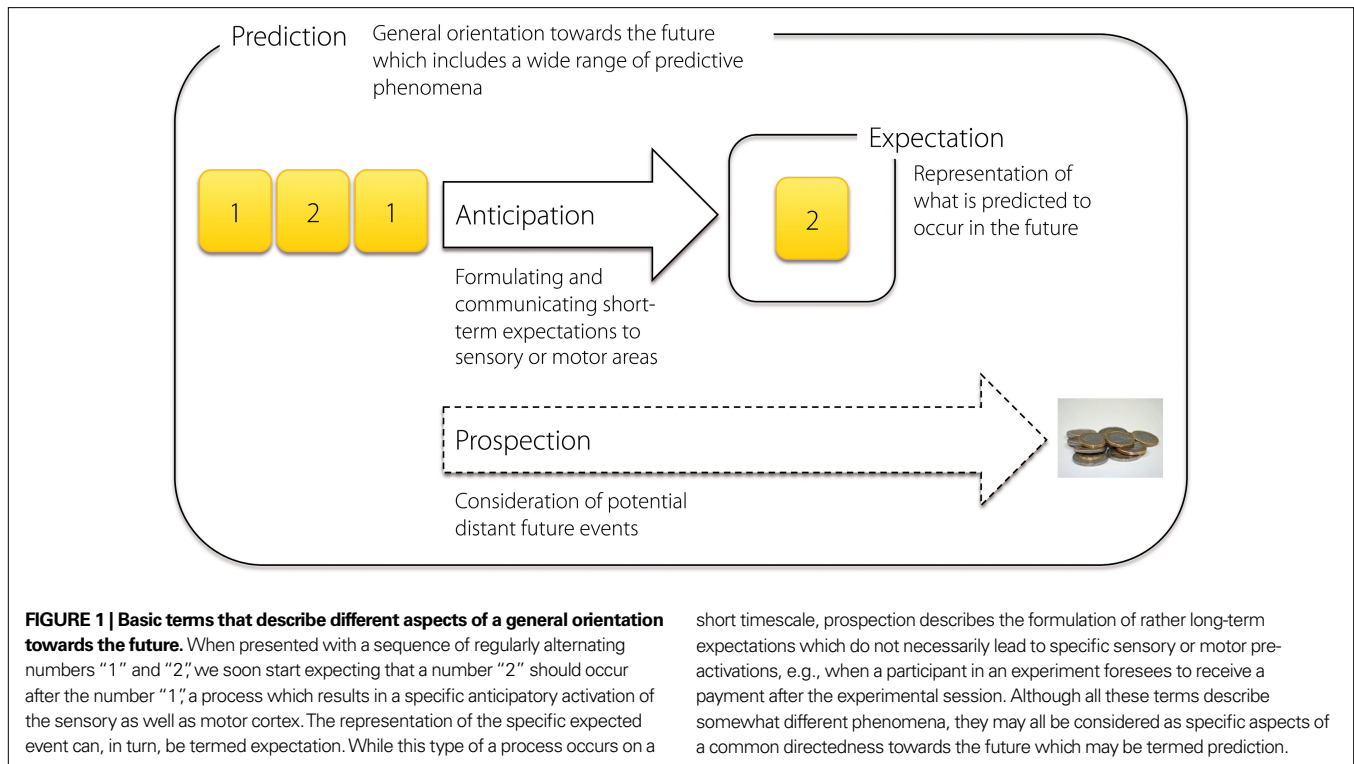 Prediction
General orientation towards the future
which includes a wide range of predictive
phenomena
Expectation
Representation of
what is predicted to
occur in the future
1
2
1
Anticipation
2
Formulating and
communicating short-
term expectations to
sensory or motor areas
Prospection
Consideration of potential
distant future events
FIGURE 1 | Basic terms that describe different aspects of a general orientation
towards the future. When presented with a sequence of regularly alternating
numbers “1” and “2”, we soon start expecting that a number “2” should occur
after the number “1”, a process which results in a specific anticipatory activation of
the sensory as well as motor cortex. The representation of the specific expected
event can, in turn, be termed expectation. While this type of a process occurs on a
short timescale, prospection describes the formulation of rather long-term
expectations which do not necessarily lead to specific sensory or motor pre-
activations, e.g., when a participant in an experiment foresees to receive a
payment after the experimental session. Although all these terms describe
somewhat different phenomena, they may all be considered as specific aspects of
a common directedness towards the future which may be termed prediction.